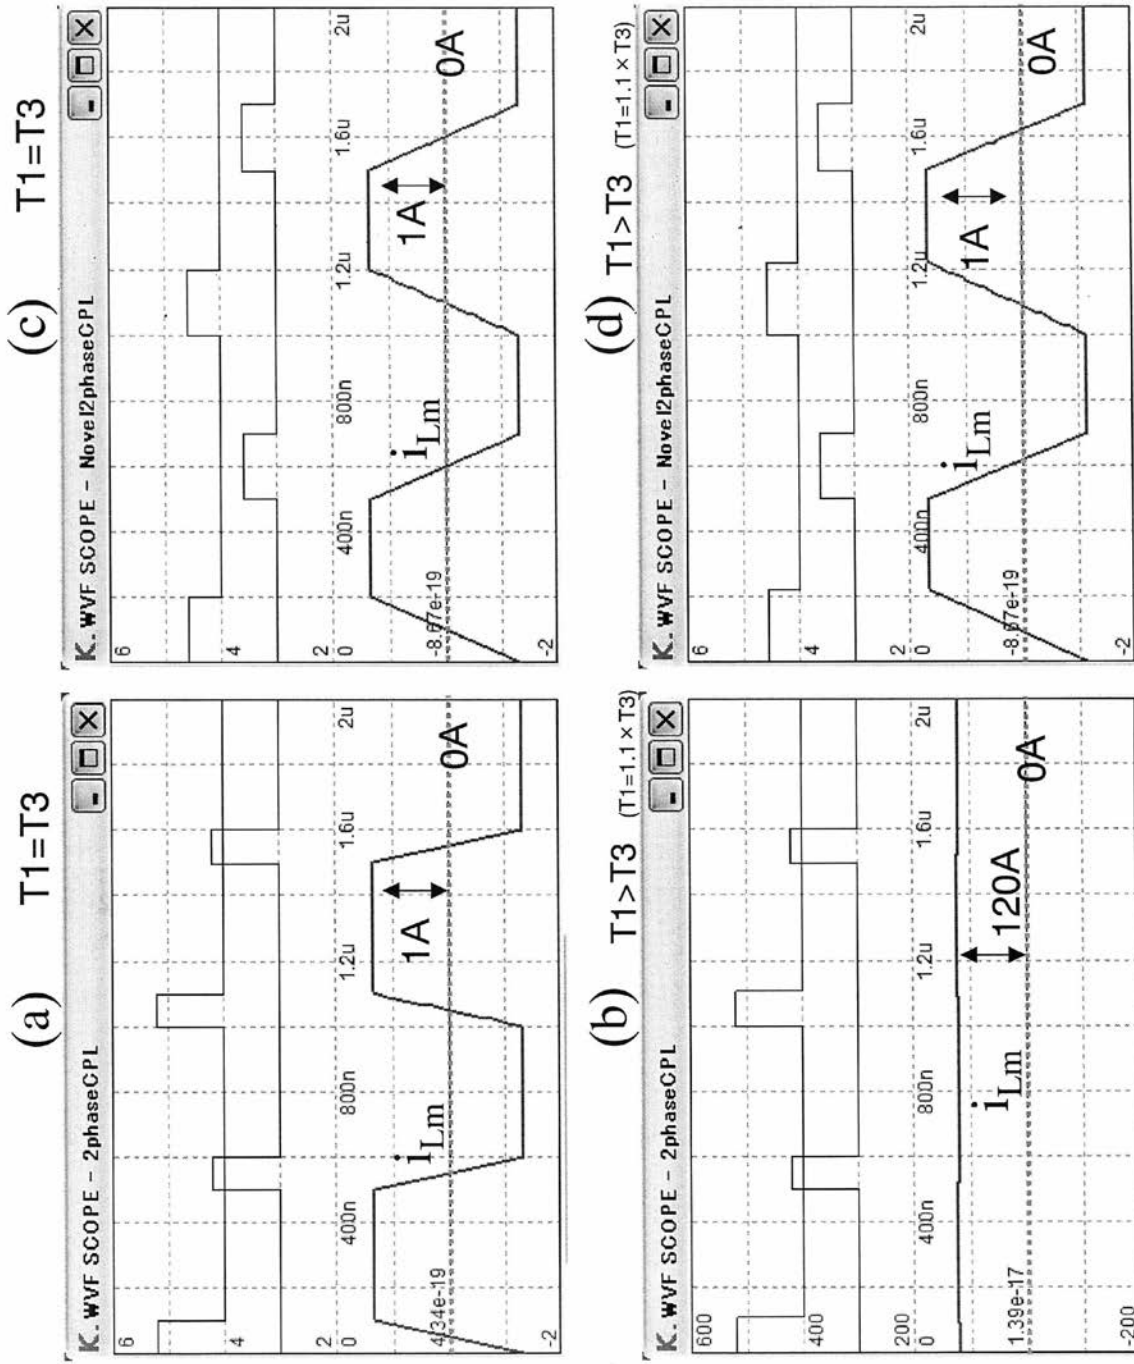 (a) T1=T3
K. WVF SCOPE - 2phaseCPL
6
4
2
0
400n
800n
1.2u
1.6u
2u
4.34e-19
-2
iLm
1A
0A
(b) T1>T3 (T1=1.1×T3)
K. WVF SCOPE - 2phaseCPL
600
400
200
0
400n
800n
1.2u
1.6u
2u
1.39e-17
-200
iLm
120A
0A
(c) T1=T3
K. WVF SCOPE - Novel2phaseCPL
6
4
2
0
400n
800n
1.2u
1.6u
2u
-8.67e-19
-2
iLm
1A
0A
(d) T1>T3 (T1=1.1×T3)
K. WVF SCOPE - Novel2phaseCPL
6
4
2
0
400n
800n
1.2u
1.6u
2u
-8.67e-19
-2
iLm
1A
0A